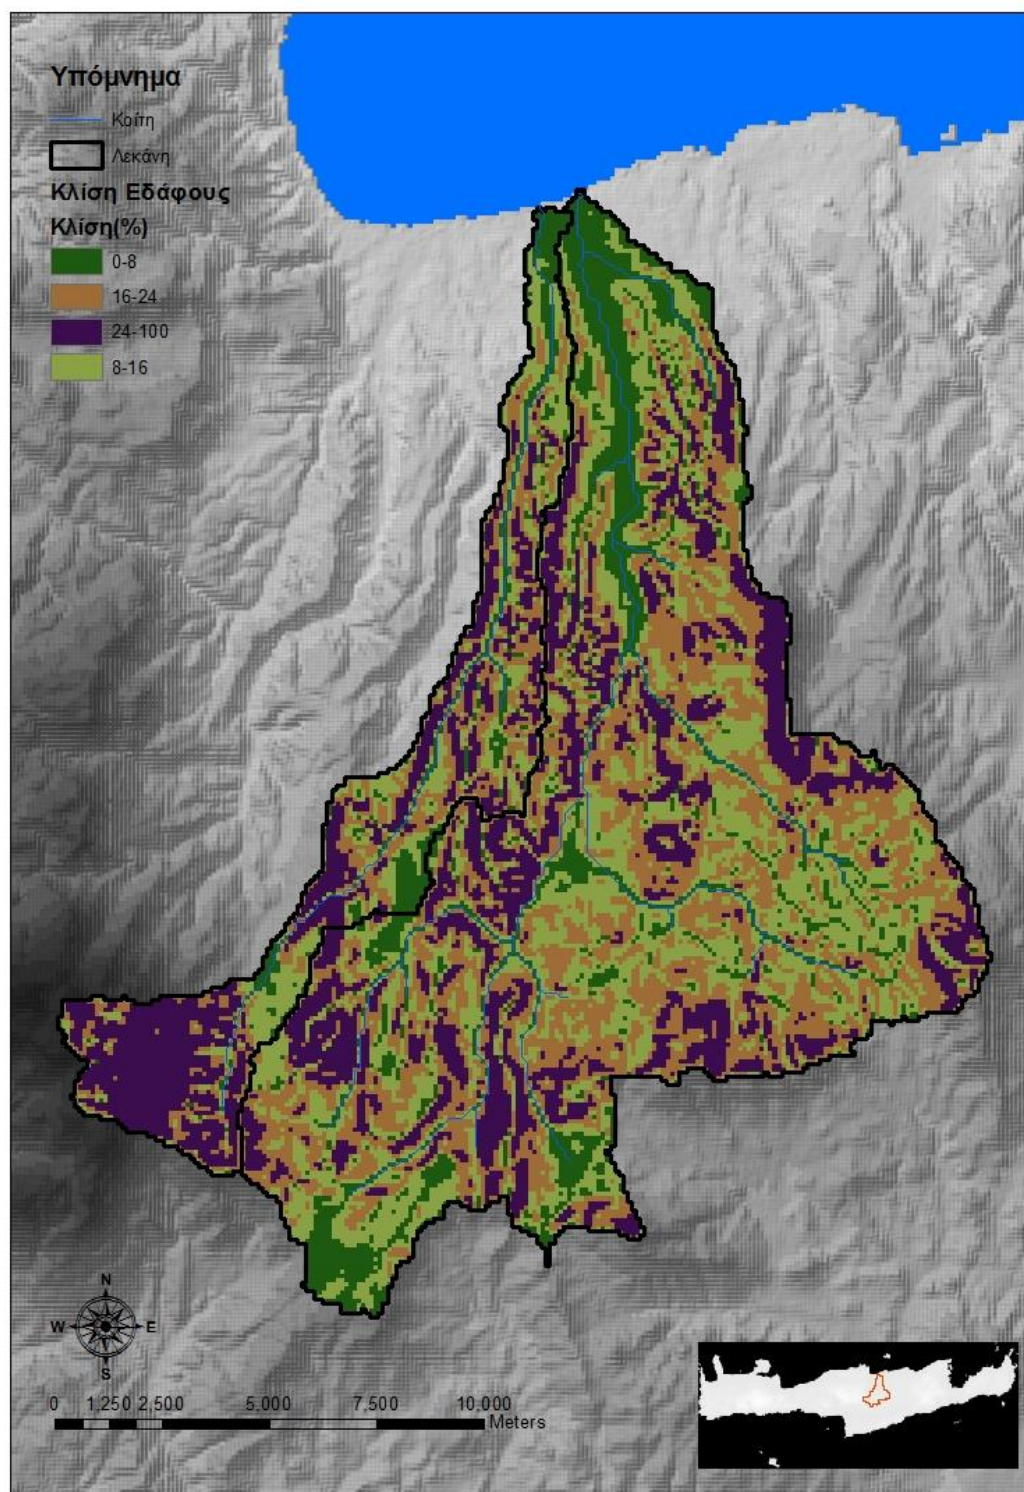 Υπόμνημα
Κοίτη
Λεκάνη
Κλίση Εδάφους
Κλίση(%)
0-8
16-24
24-100
8-16
N
W E
S
0 1,250 2,500 5,000 7,500 10,000
Meters